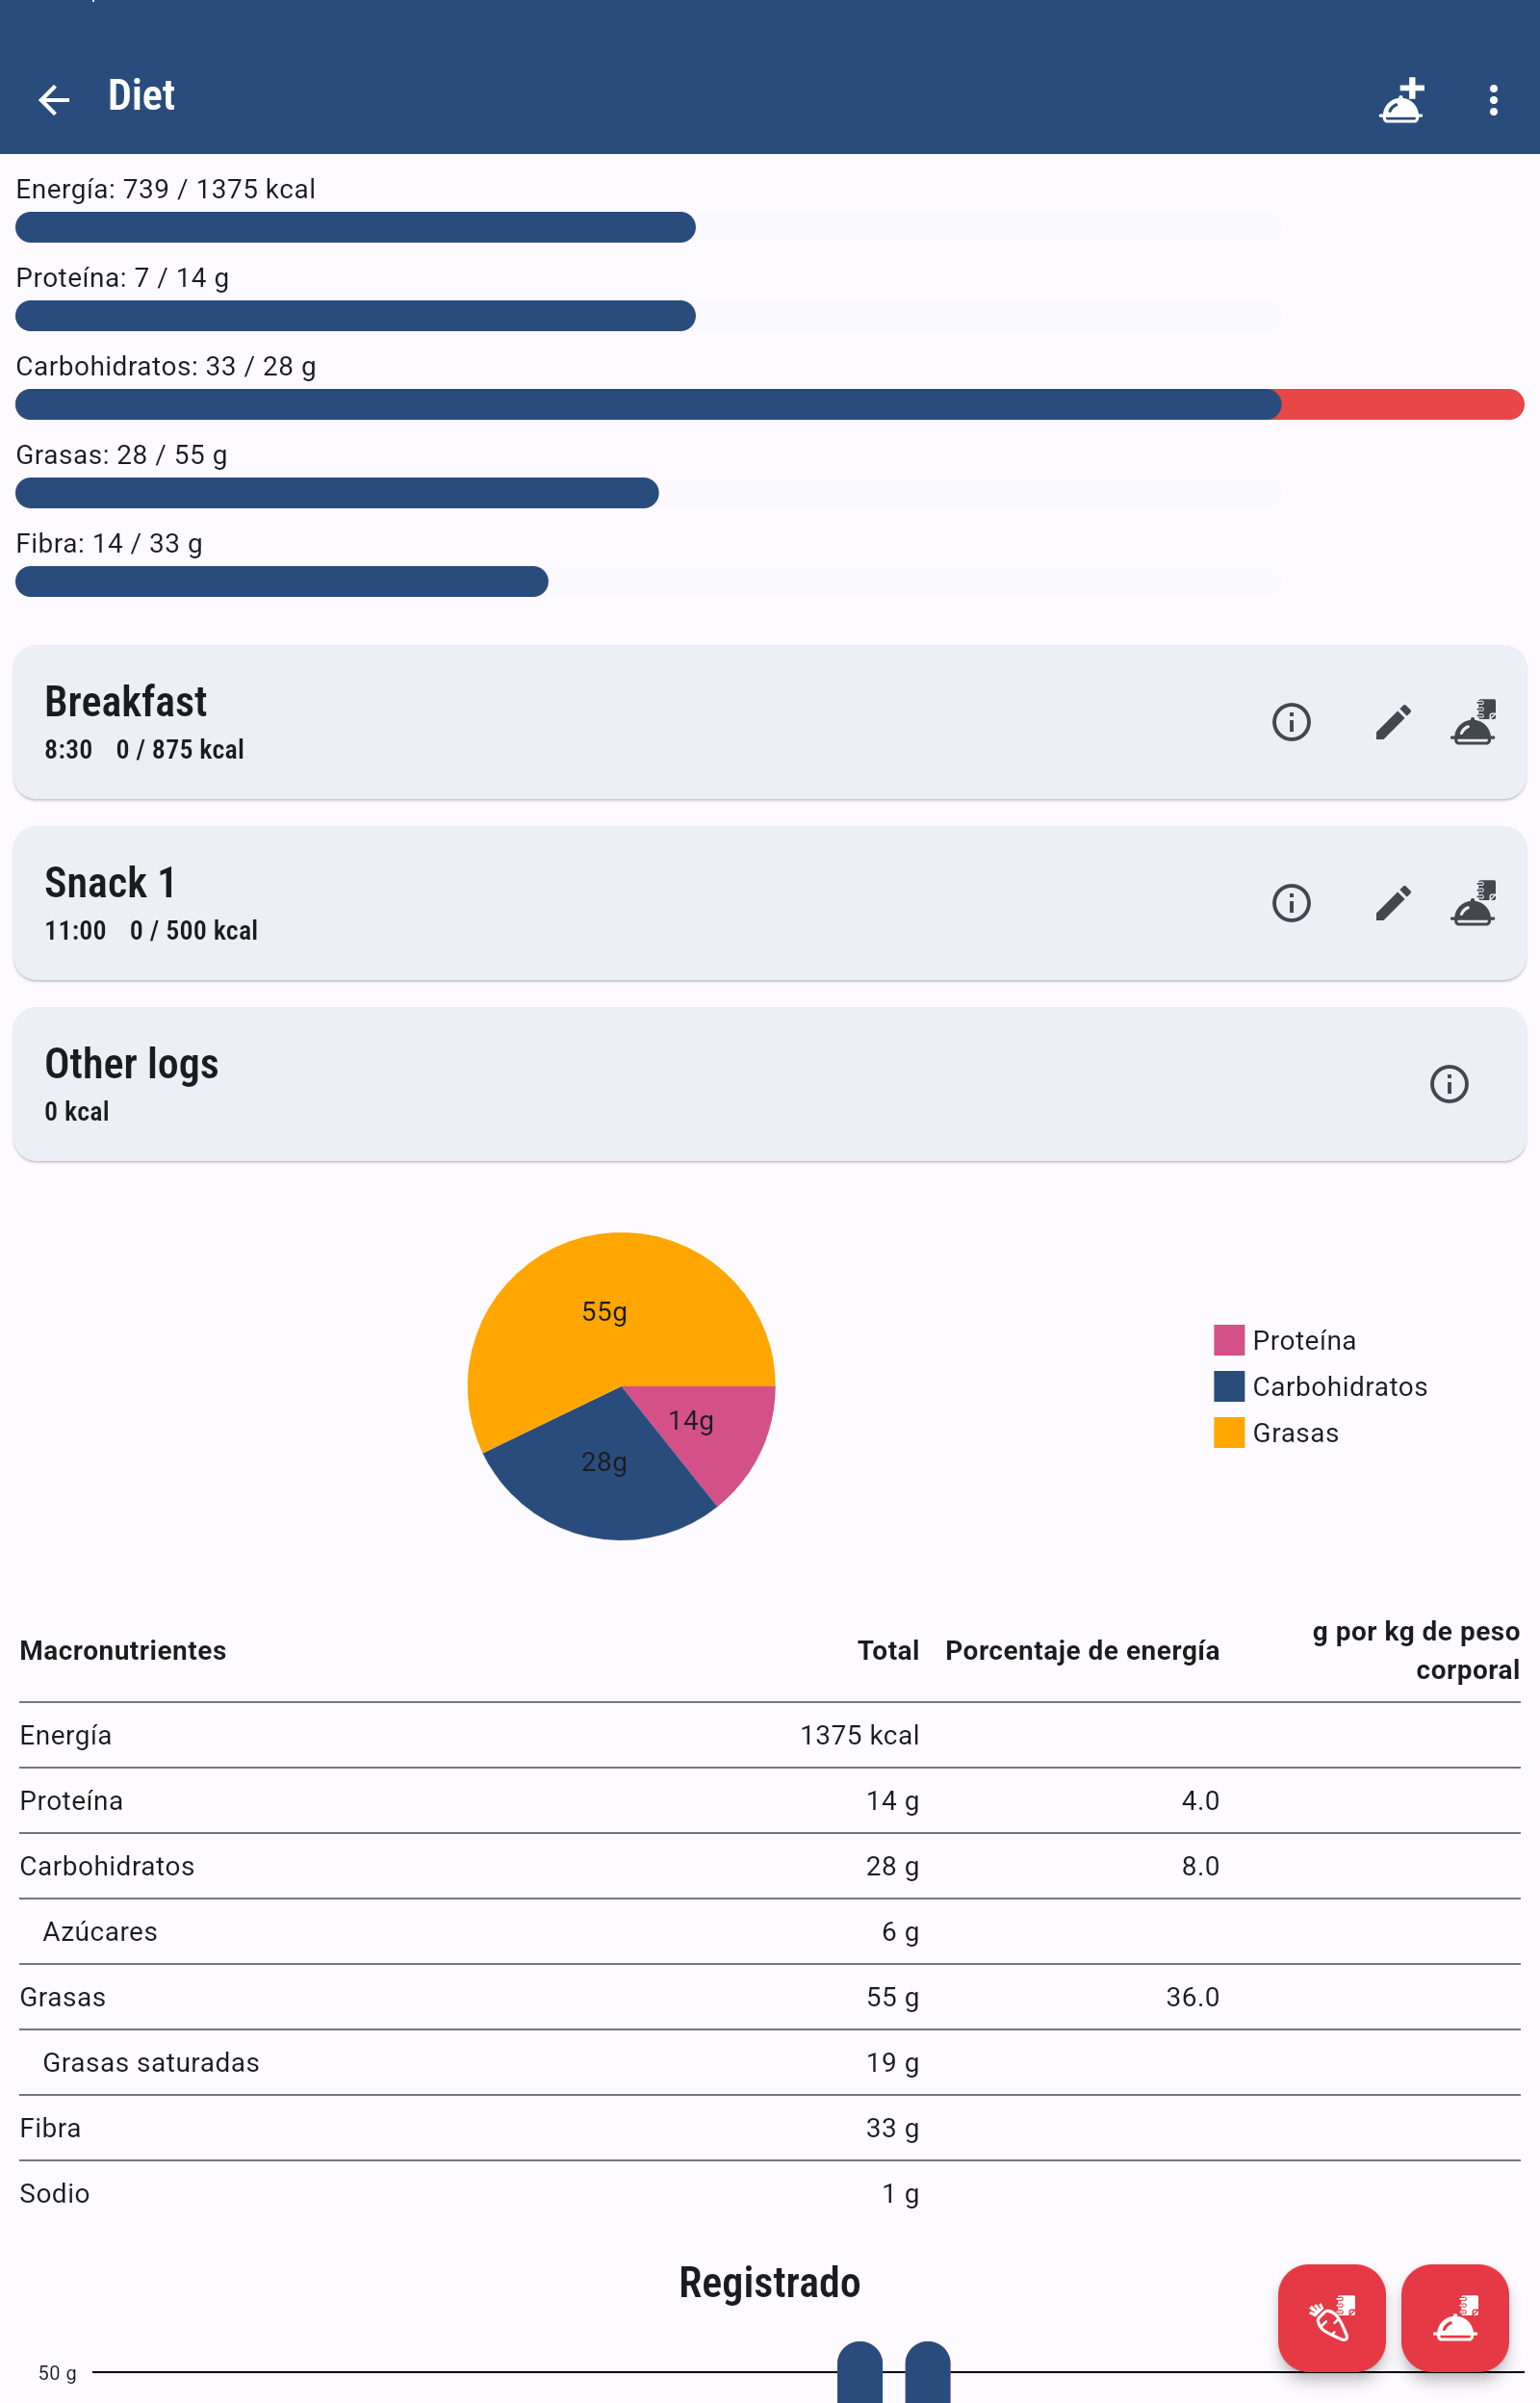 Diet
Energía: 739 / 1375 kcal
Proteína: 7 / 14 g
Carbohidratos: 33 / 28 g
Grasas: 28 / 55 g
Fibra: 14 / 33 g
Breakfast
8:30 0 / 875 kcal
Snack 1
11:00 0 / 500 kcal
Other logs
0 kcal
55g
14g
28g
Proteína
Carbohidratos
Grasas
Macronutrientes Total Porcentaje de energía g por kg de peso
corporal
Energía 1375 kcal
Proteína 14 g 4.0
Carbohidratos 28 g 8.0
Azúcares 6 g
Grasas 55 g 36.0
Grasas saturadas 19 g
Fibra 33 g
Sodio 1 g
Registrado
50 g